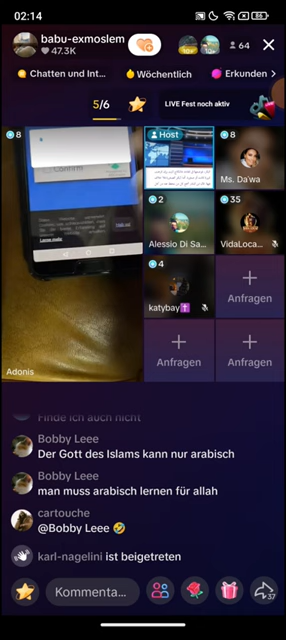 02:14
86
babu-exmoslem
47.3K
10+
10+
64
Chatten und Int...
Wöchentlich
Erkunden
5/6
LIVE Fest noch aktiv
8
Host
8
Ms. Da'wa
2
Alessio Di Sa...
35
VidaLoca...
4
katybay✝️
Anfragen
Anfragen
Anfragen
Adonis
Finde ich auch nicht
Bobby Leee
Der Gott des Islams kann nur arabisch
Bobby Leee
man muss arabisch lernen für allah
cartouche
@Bobby Leee 🤣
karl-nagelini ist beigetreten
Kommenta...
37